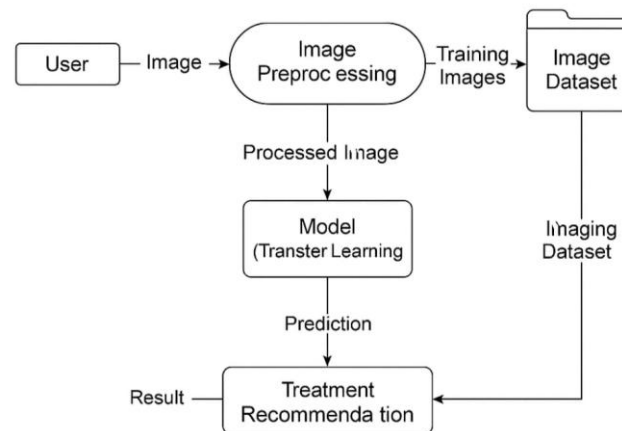 User
Image
Image
Preproc essing
Training
Images
Image
Dataset
Processed Image
Model
(Transter Learning
Imaging
Dataset
Prediction
Result
Treatment
Recommenda tion